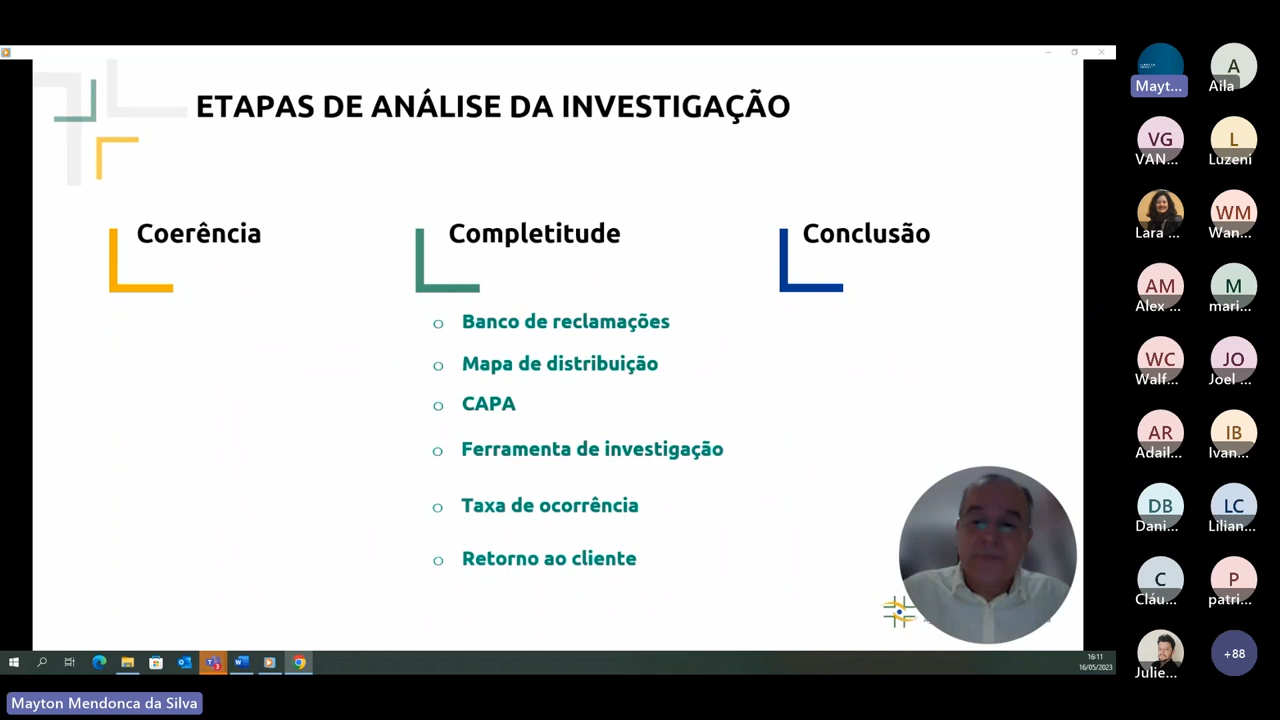 ETAPAS DE ANÁLISE DA INVESTIGAÇÃO
Coerência
Completitude
Conclusão
o Banco de reclamações
o Mapa de distribuição
o CAPA
o Ferramenta de investigação
o Taxa de ocorrência
o Retorno ao cliente
16:11
16/05/2023
Mayton Mendonca da Silva
Mayt...
A
Aila
VG
VAN...
L
Luzeni
Lara ...
WM
Wan...
AM
Alex ...
M
mari...
WC
Walf...
JO
Joel ...
AR
Adail...
IB
Ivan...
DB
Dani...
LC
Lilian...
C
Cláu...
P
patri...
Julie...
+88